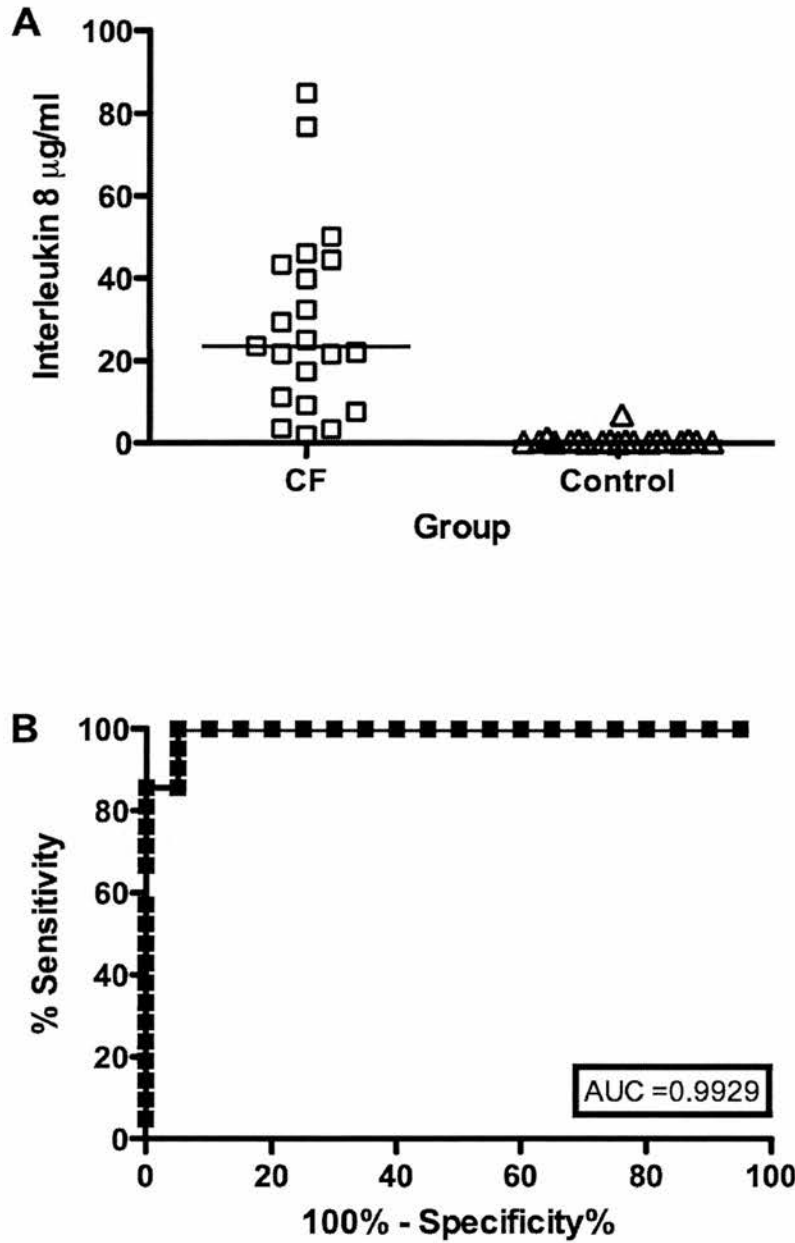 A
100
80
60
40
20
0
Interleukin 8 μg/ml
CF Control
Group
B
100
80
60
40
20
0
% Sensitivity
AUC =0.9929
0 20 40 60 80 100
100% - Specificity%